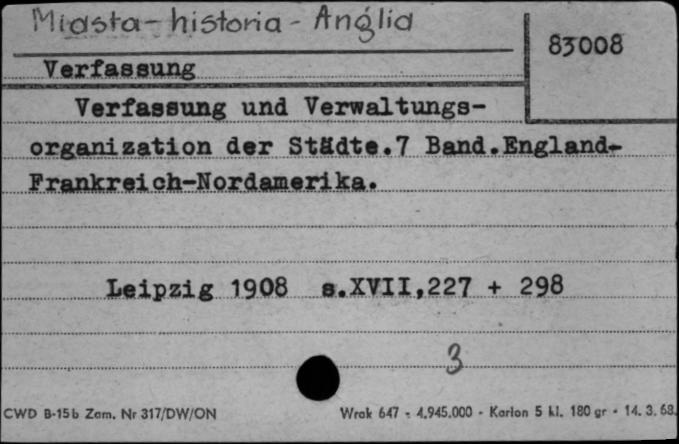 Miasta - historia - Anglia
83008
Verfassung
Verfassung und Verwaltungs-
organization der Städte.7 Band.England-
Frankreich-Nordamerika.
Leipzig 1908 s.XVII,227 + 298
3
CWD B-15b Zam. Nr 317/DW/ON
Wrak 647 - 4.945.000 - Karton 5 kl. 180 gr - 14. 3. 68.